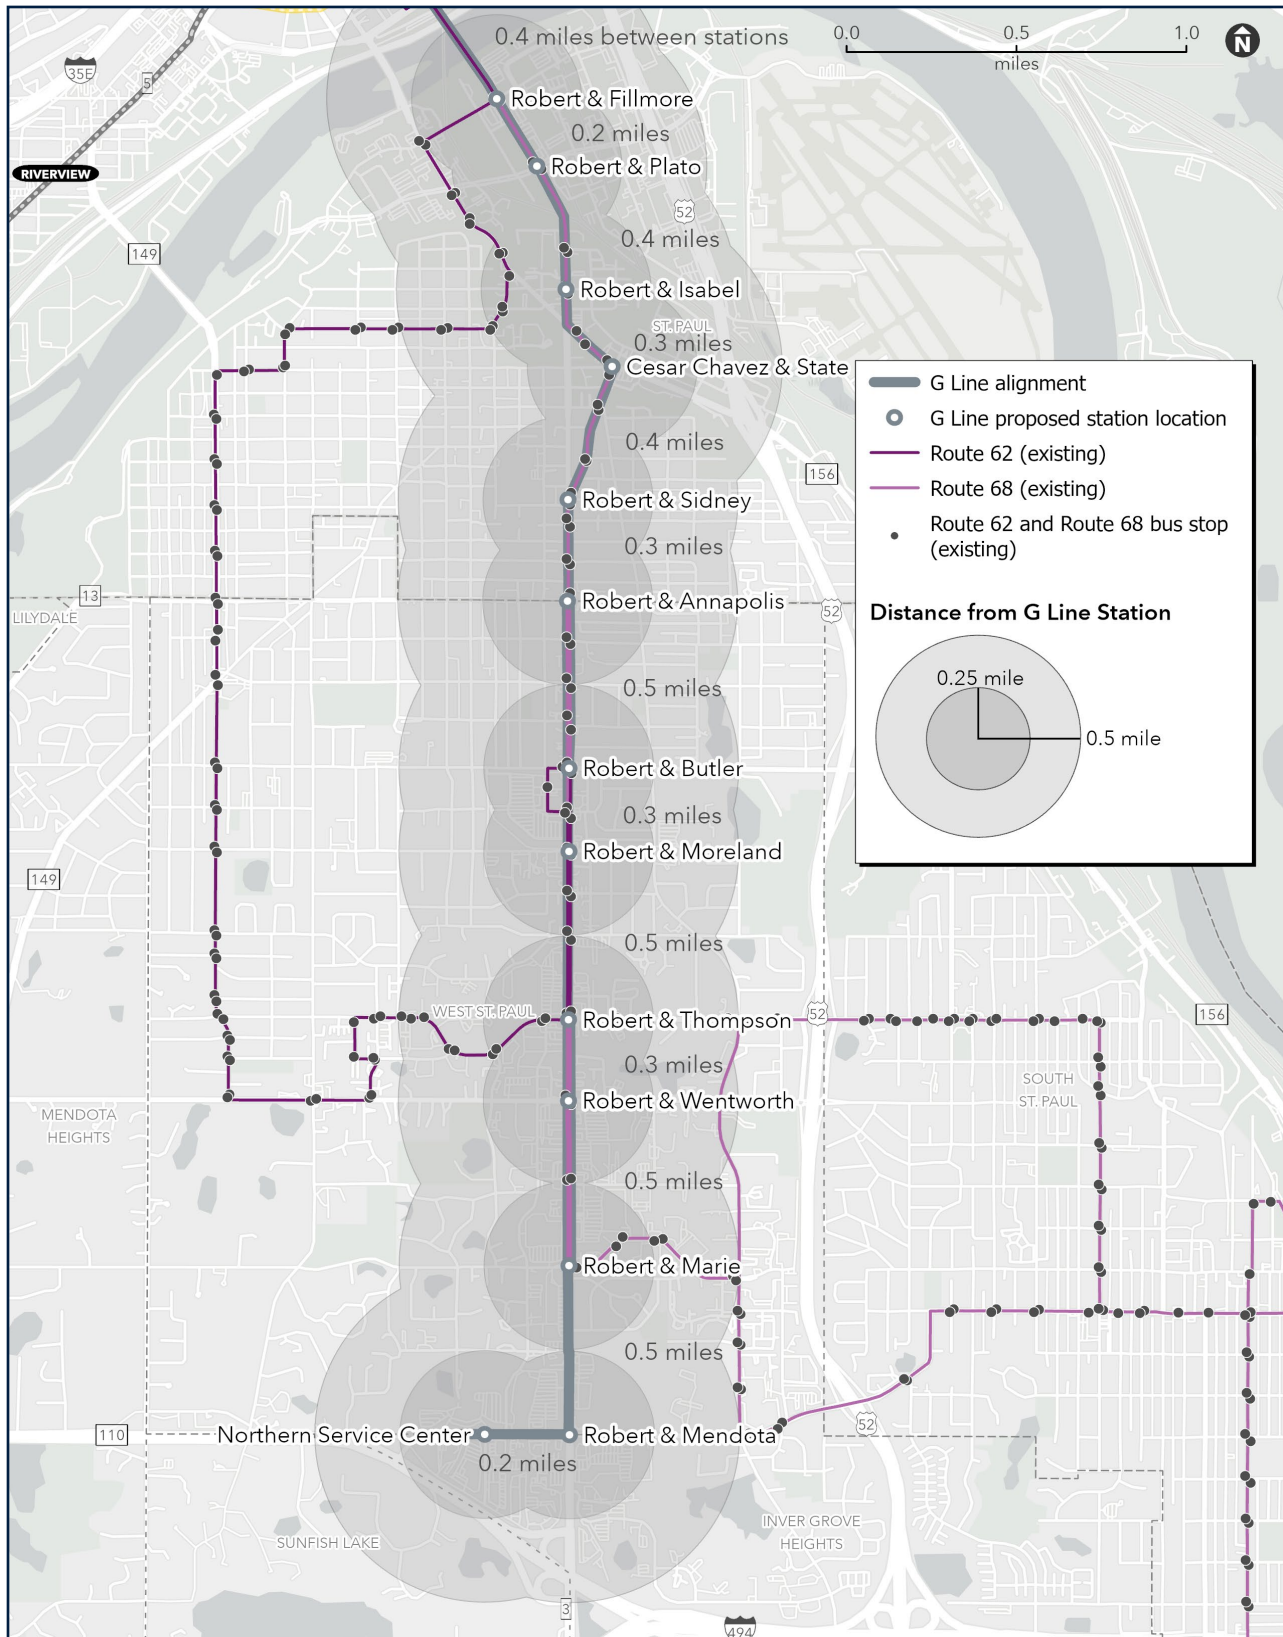 0.4 miles between stations
0.0
0.5
1.0
miles
N
35E
5
Robert & Fillmore
0.2 miles
Robert & Plato
RIVERVIEW
52
149
0.4 miles
Robert & Isabel
ST. PAUL
0.3 miles
Cesar Chavez & State
G Line alignment
G Line proposed station location
Route 62 (existing)
Route 68 (existing)
Route 62 and Route 68 bus stop
(existing)
Distance from G Line Station
0.25 mile
0.5 mile
0.4 miles
156
Robert & Sidney
0.3 miles
13
LILYDALE
Robert & Annapolis
52
0.5 miles
Robert & Butler
0.3 miles
Robert & Moreland
149
0.5 miles
WEST ST. PAUL
Robert & Thompson
52
156
0.3 miles
SOUTH
ST. PAUL
Robert & Wentworth
MENDOTA
HEIGHTS
0.5 miles
Robert & Marie
0.5 miles
110
Northern Service Center
Robert & Mendota
52
0.2 miles
SUNFISH LAKE
INVER GROVE
HEIGHTS
3
494